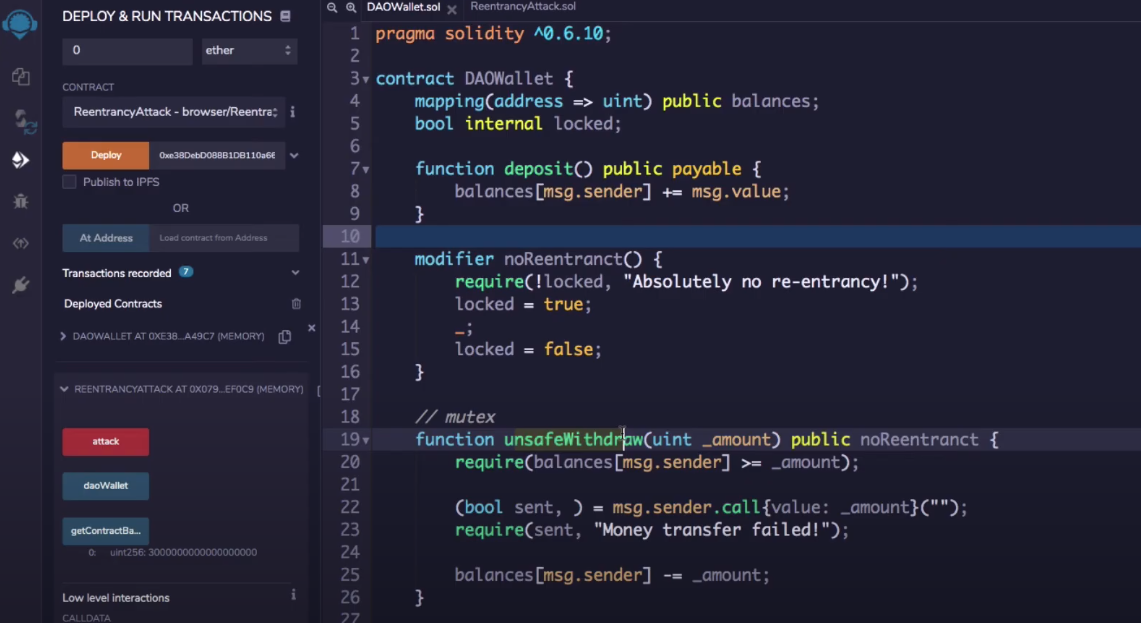 DEPLOY & RUN TRANSACTIONS
0 ether
CONTRACT
ReentrancyAttack - browser/Reentra
Deploy 0xe38DebD088B1DB110a66
Publish to IPFS
OR
At Address Load contract from Address
Transactions recorded 7
Deployed Contracts
DAOWALLET AT 0XE38...A49C7 (MEMORY)
REENTRANCYATTACK AT 0X079...EF0C9 (MEMORY)
attack
daoWallet
getContractBa...
0: uint256: 3000000000000000000
Low level interactions
CALLDATA
DAOWallet.sol ReentrancyAttack.sol
1 pragma solidity ^0.6.10;
2
3 contract DAOWallet {
4 mapping(address => uint) public balances;
5 bool internal locked;
6
7 function deposit() public payable {
8 balances[msg.sender] += msg.value;
9 }
10
11 modifier noReentranct() {
12 require(!locked, "Absolutely no re-entrancy!");
13 locked = true;
14 _;
15 locked = false;
16 }
17
18 // mutex
19 function unsafeWithdraw(uint _amount) public noReentranct {
20 require(balances[msg.sender] >= _amount);
21
22 (bool sent, ) = msg.sender.call{value: _amount}("");
23 require(sent, "Money transfer failed!");
24
25 balances[msg.sender] -= _amount;
26 }
27